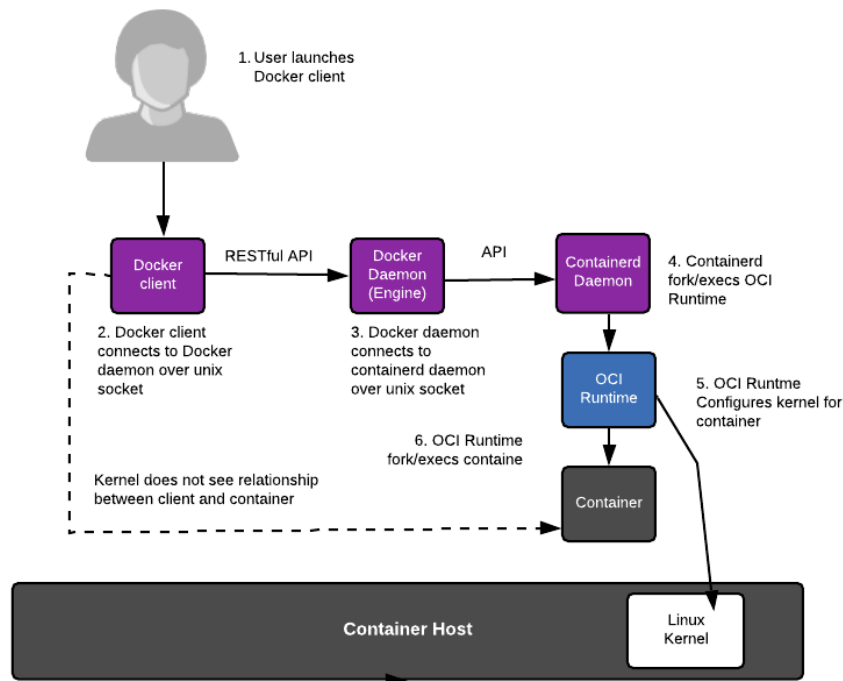 1. User launches
Docker client
Docker
client
RESTful API
Docker
Daemon
(Engine)
API
Containerd
Daemon
4. Containerd
fork/execs OCI
Runtime
2. Docker client
connects to Docker
daemon over unix
socket
3. Docker daemon
connects to
containerd daemon
over unix socket
OCI
Runtime
5. OCI Runtme
Configures kernel for
container
6. OCI Runtime
fork/execs containe
Kernel does not see relationship
between client and container
Container
Container Host
Linux
Kernel